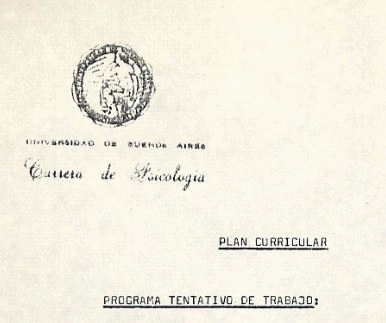 UNIVERSIDAD DE BUENOS AIRES
Carrera de Psicología
PLAN CURRICULAR
PROGRAMA TENTATIVO DE TRABAJO: